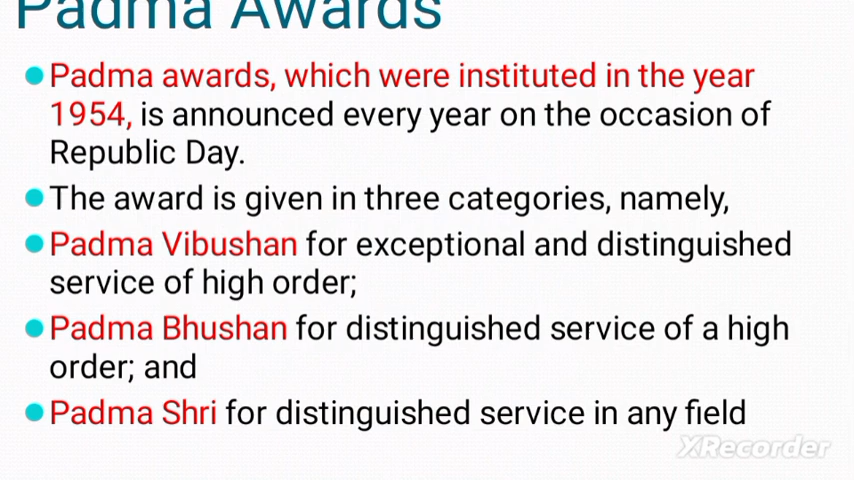 Padma Awards
Padma awards, which were instituted in the year
1954, is announced every year on the occasion of
Republic Day.
The award is given in three categories, namely,
Padma Vibushan for exceptional and distinguished
service of high order;
Padma Bhushan for distinguished service of a high
order; and
Padma Shri for distinguished service in any field
XRecorder